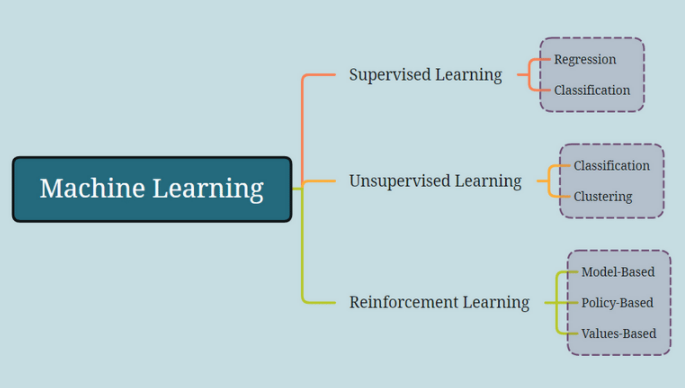 Machine Learning
Supervised Learning
Regression
Classification
Unsupervised Learning
Classification
Clustering
Reinforcement Learning
Model-Based
Policy-Based
Values-Based